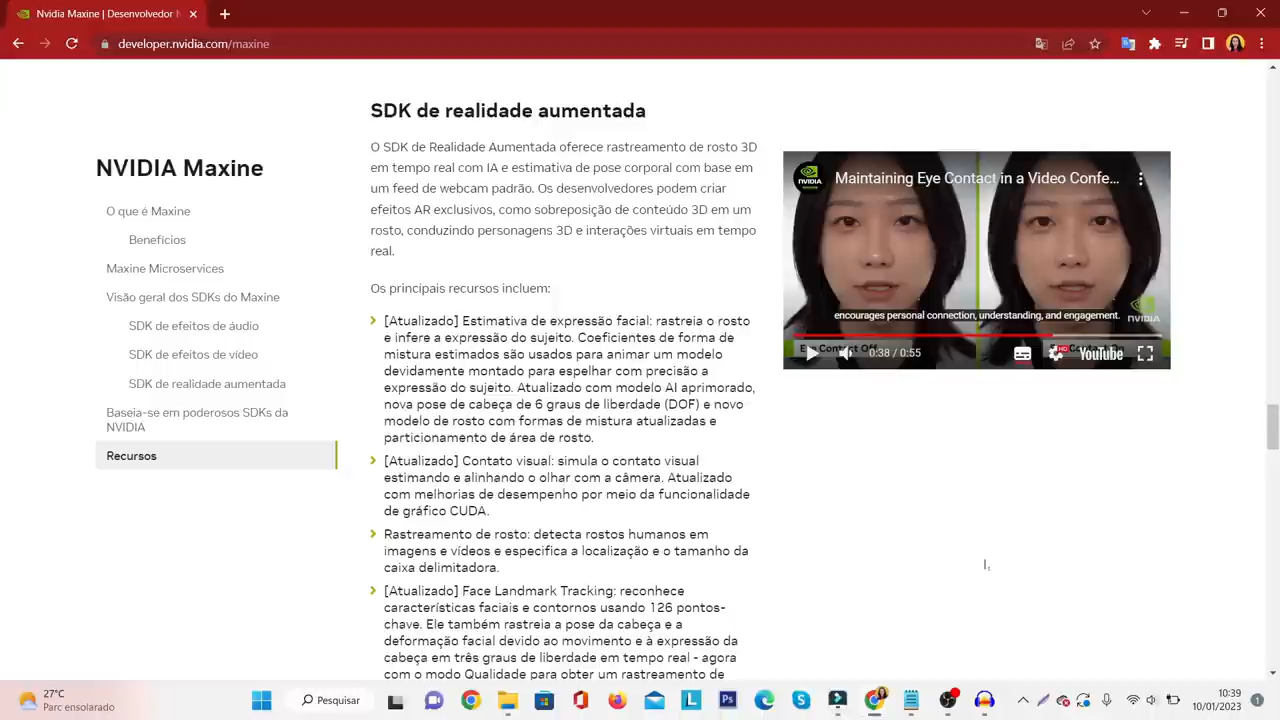 Nvidia Maxine | Desenvolvedor N
developer.nvidia.com/maxine
NVIDIA Maxine
O que é Maxine
Benefícios
Maxine Microservices
Visão geral dos SDKs do Maxine
SDK de efeitos de áudio
SDK de efeitos de vídeo
SDK de realidade aumentada
Baseia-se em poderosos SDKs da
NVIDIA
Recursos
SDK de realidade aumentada
O SDK de Realidade Aumentada oferece rastreamento de rosto 3D
em tempo real com IA e estimativa de pose corporal com base em
um feed de webcam padrão. Os desenvolvedores podem criar
efeitos AR exclusivos, como sobreposição de conteúdo 3D em um
rosto, conduzindo personagens 3D e interações virtuais em tempo
real.
Os principais recursos incluem:
[Atualizado] Estimativa de expressão facial: rastreia o rosto
e infere a expressão do sujeito. Coeficientes de forma de
mistura estimados são usados para animar um modelo
devidamente montado para espelhar com precisão a
expressão do sujeito. Atualizado com modelo AI aprimorado,
nova pose de cabeça de 6 graus de liberdade (DOF) e novo
modelo de rosto com formas de mistura atualizadas e
particionamento de área de rosto.
[Atualizado] Contato visual: simula o contato visual
estimando e alinhando o olhar com a câmera. Atualizado
com melhorias de desempenho por meio da funcionalidade
de gráfico CUDA.
Rastreamento de rosto: detecta rostos humanos em
imagens e vídeos e especifica a localização e o tamanho da
caixa delimitadora.
[Atualizado] Face Landmark Tracking: reconhece
características faciais e contornos usando 126 pontos-
chave. Ele também rastreia a pose da cabeça e a
deformação facial devido ao movimento e à expressão da
cabeça em três graus de liberdade em tempo real - agora
com o modo Qualidade para obter um rastreamento de
NVIDIA
Maintaining Eye Contact in a Video Confe...
encourages personal connection, understanding, and engagement.
NVIDIA
Eye Contact Off
0:38 / 0:55
HD
YouTube
27°C
Parc ensolarado
Pesquisar
Ps
10:39
10/01/2023
1